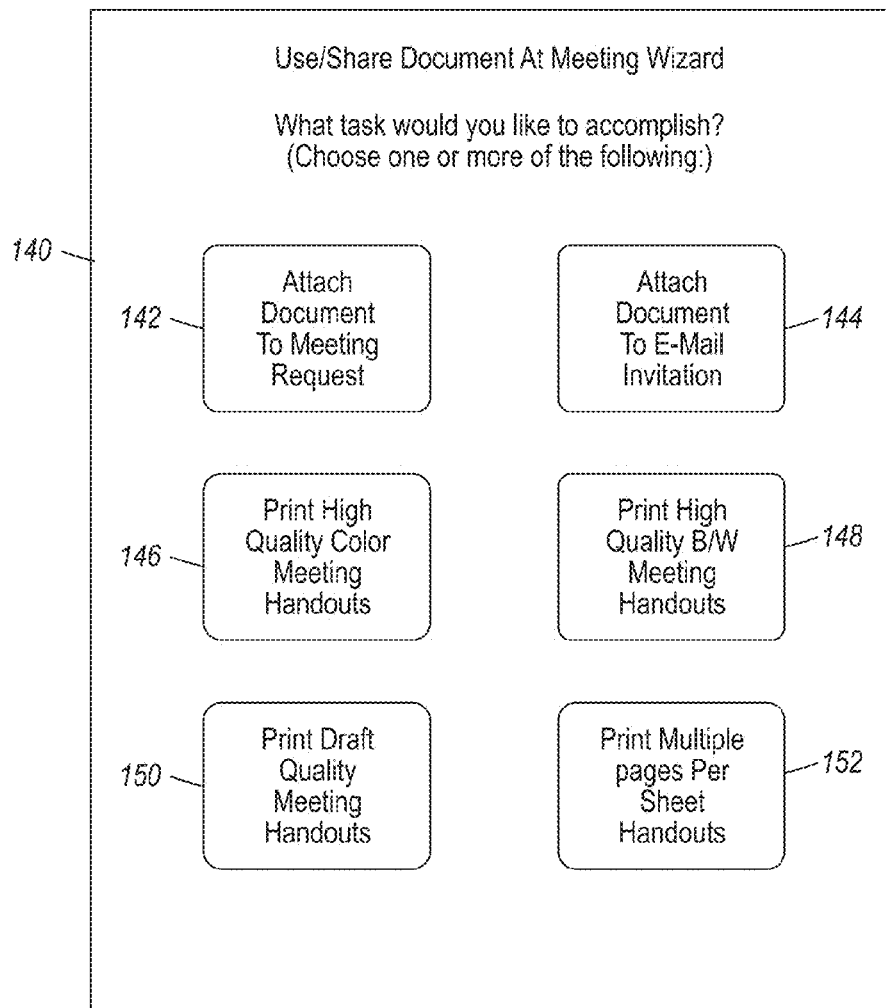 Use/Share Document At Meeting Wizard
What task would you like to accomplish?
(Choose one or more of the following:)
140
142
Attach
Document
To Meeting
Request
Attach
Document
To E-Mail
Invitation
144
146
Print High
Quality Color
Meeting
Handouts
Print High
Quality B/W
Meeting
Handouts
148
150
Print Draft
Quality
Meeting
Handouts
Print Multiple
pages Per
Sheet
Handouts
152